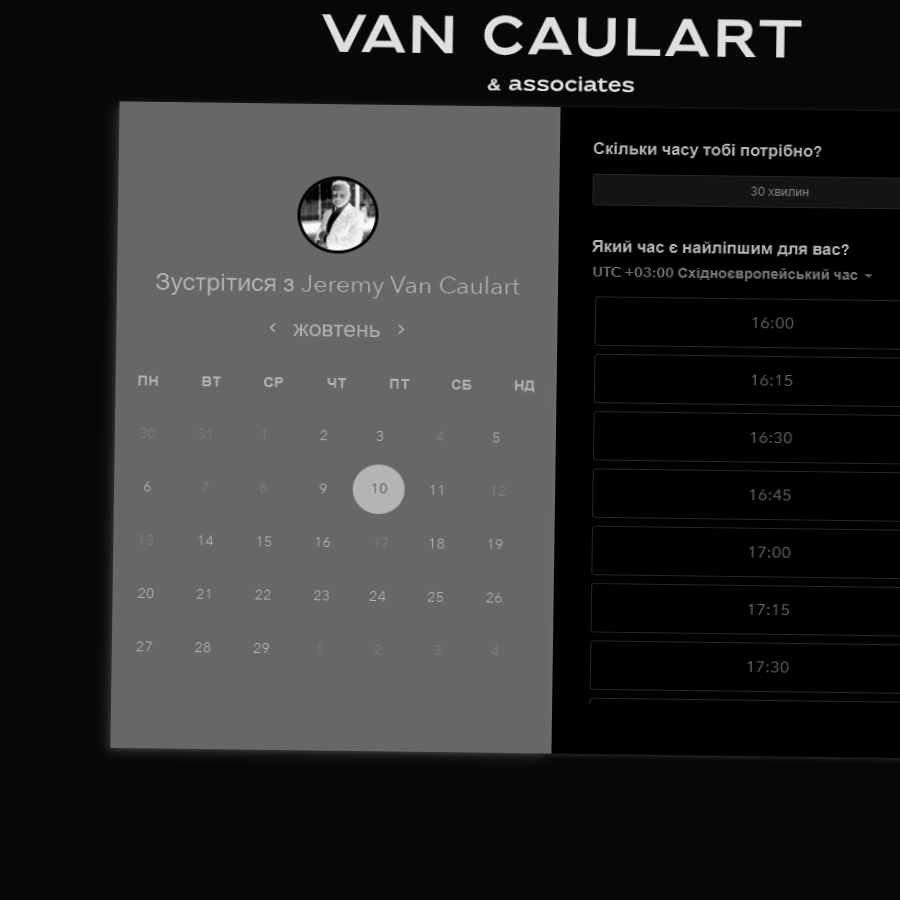 VAN CAULART
& associates
Зустрітися з Jeremy Van Caulart
жовтень
ПН ВТ СР ЧТ ПТ СБ НД
30 31 1 2 3 4 5
6 7 8 9 10 11 12
13 14 15 16 17 18 19
20 21 22 23 24 25 26
27 28 29 1 2 3 4
Скільки часу тобі потрібно?
30 хвилин
Який час є найліпшим для вас?
UTC +03:00 Східноєвропейський час
16:00
16:15
16:30
16:45
17:00
17:15
17:30